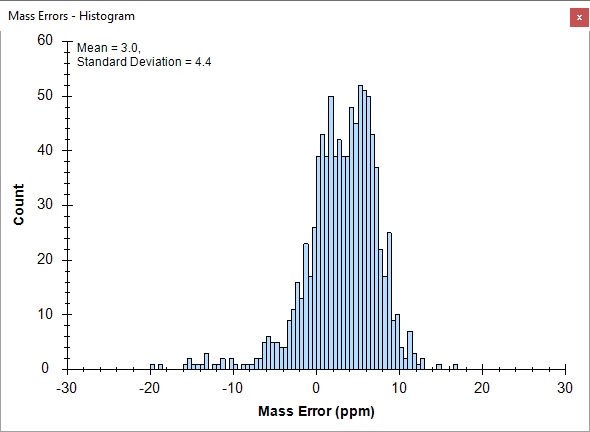 Mass Errors - Histogram
x
Mean = 3.0,
Standard Deviation = 4.4
60
50
40
30
20
10
0
Count
-30 -20 -10 0 10 20 30
Mass Error (ppm)